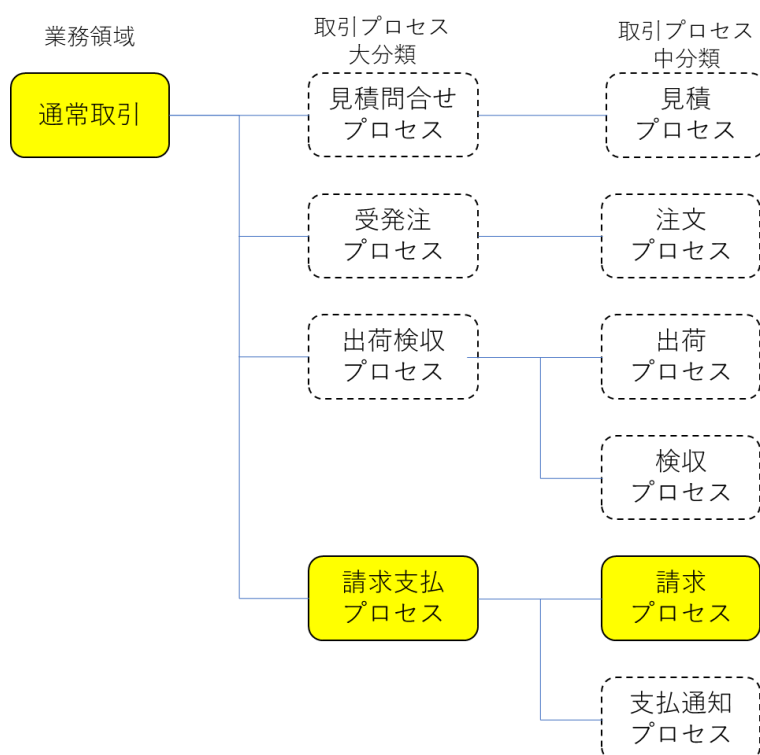 業務領域
取引プロセス
大分類
取引プロセス
中分類
通常取引
見積問合せ
プロセス
見積
プロセス
受発注
プロセス
注文
プロセス
出荷検収
プロセス
出荷
プロセス
検収
プロセス
請求支払
プロセス
請求
プロセス
支払通知
プロセス